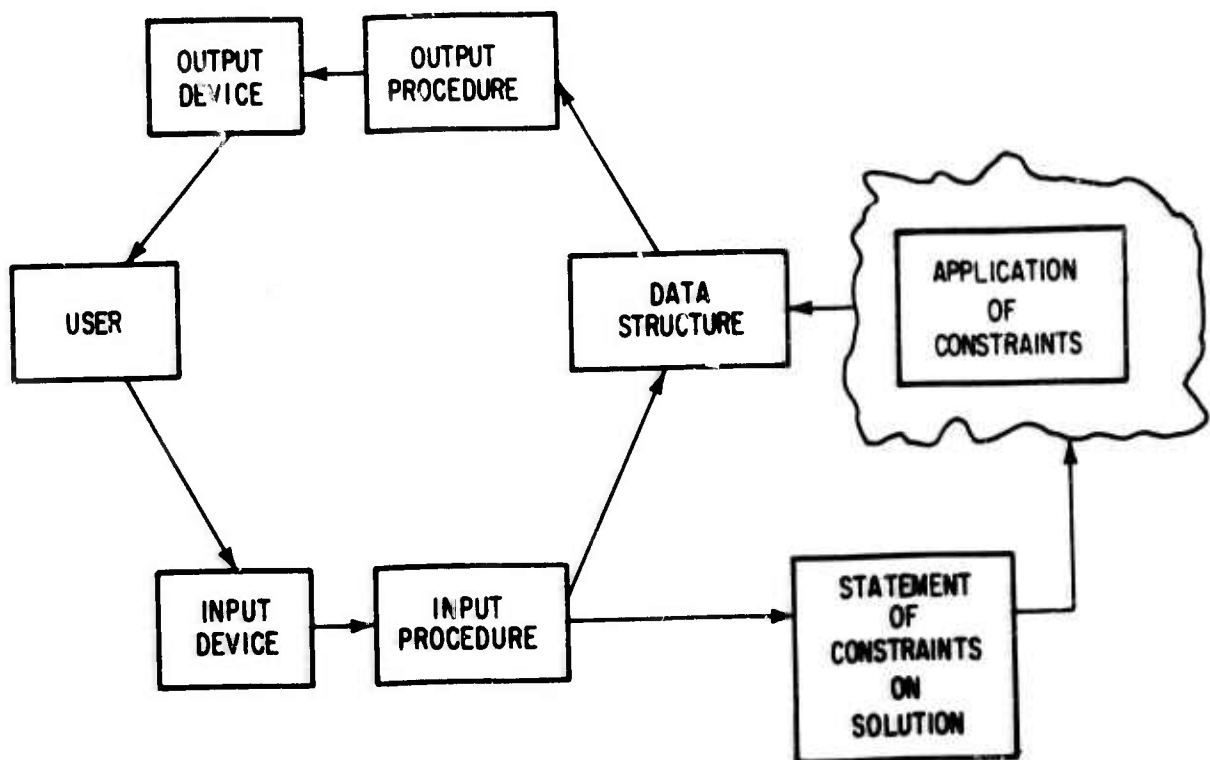 OUTPUT
DEVICE
OUTPUT
PROCEDURE
USER
DATA
STRUCTURE
APPLICATION
OF
CONSTRAINTS
INPUT
DEVICE
INPUT
PROCEDURE
STATEMENT
OF
CONSTRAINTS
ON
SOLUTION